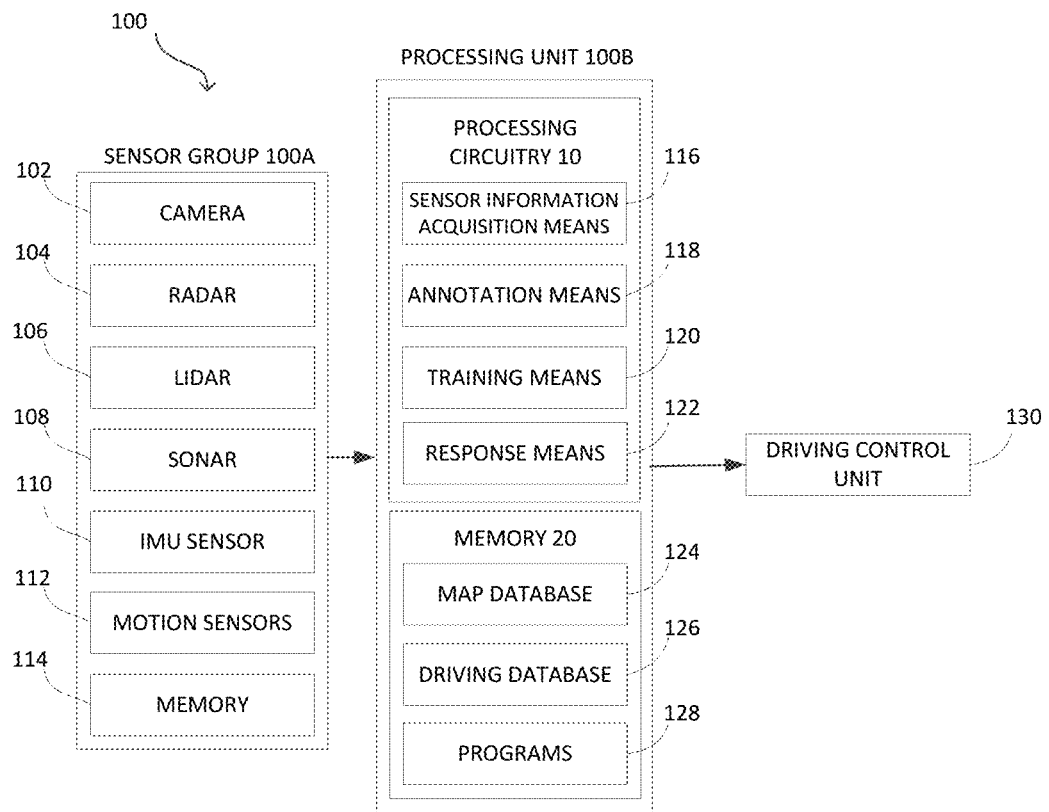 100
PROCESSING UNIT 100B
PROCESSING
CIRCUITRY 10
SENSOR GROUP 100A
102
CAMERA
104
RADAR
106
LIDAR
108
SONAR
110
IMU SENSOR
112
MOTION SENSORS
114
MEMORY
116
SENSOR INFORMATION
ACQUISITION MEANS
118
ANNOTATION MEANS
120
TRAINING MEANS
122
RESPONSE MEANS
MEMORY 20
124
MAP DATABASE
126
DRIVING DATABASE
128
PROGRAMS
130
DRIVING CONTROL
UNIT